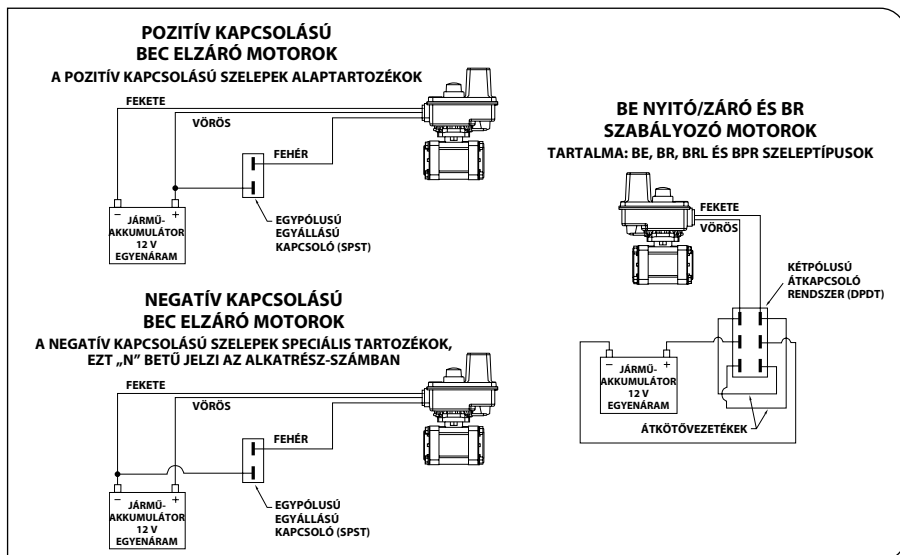 POZITÍV KAPCSOLÁSÚ
BEC ELZÁRÓ MOTOROK
A POZITÍV KAPCSOLÁSÚ SZELEPEK ALAPTARTOZÉKOK
FEKETE
VÖRÖS
FEHÉR
− +
JÁRMŰ-
AKKUMULÁTOR
12 V
EGYENÁRAM
EGYPÓLUSÚ
EGYÁLLÁSÚ
KAPCSOLÓ (SPST)
NEGATÍV KAPCSOLÁSÚ
BEC ELZÁRÓ MOTOROK
A NEGATÍV KAPCSOLÁSÚ SZELEPEK SPECIÁLIS TARTOZÉKOK,
EZT „N” BETŰ JELZI AZ ALKATRÉSZ-SZÁMBAN
FEKETE
VÖRÖS
FEHÉR
− +
JÁRMŰ-
AKKUMULÁTOR
12 V
EGYENÁRAM
EGYPÓLUSÚ
EGYÁLLÁSÚ
KAPCSOLÓ (SPST)
BE NYITÓ/ZÁRÓ ÉS BR
SZABÁLYOZÓ MOTOROK
TARTALMA: BE, BR, BRL ÉS BPR SZELEPTÍPUSOK
FEKETE
VÖRÖS
KÉTPÓLUSÚ
ÁTKAPCSOLÓ
RENDSZER (DPDT)
− +
JÁRMŰ-
AKKUMULÁTOR
12 V
EGYENÁRAM
ÁTKÖTŐVEZETÉKEK